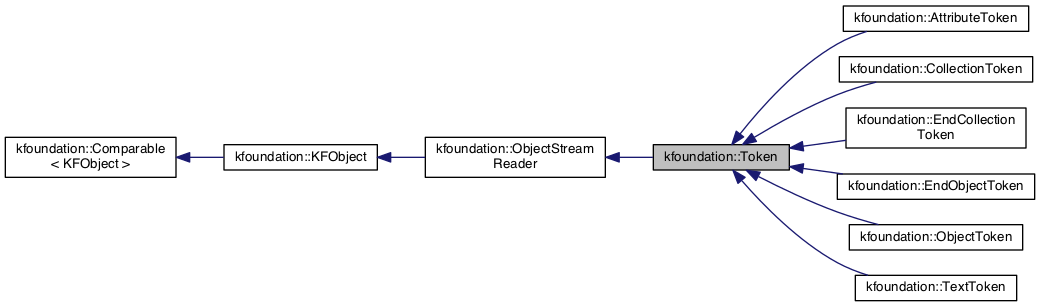 kfoundation::Comparable
< KFObject >
kfoundation::KFObject
kfoundation::ObjectStream
Reader
kfoundation::Token
kfoundation::AttributeToken
kfoundation::CollectionToken
kfoundation::EndCollection
Token
kfoundation::EndObjectToken
kfoundation::ObjectToken
kfoundation::TextToken